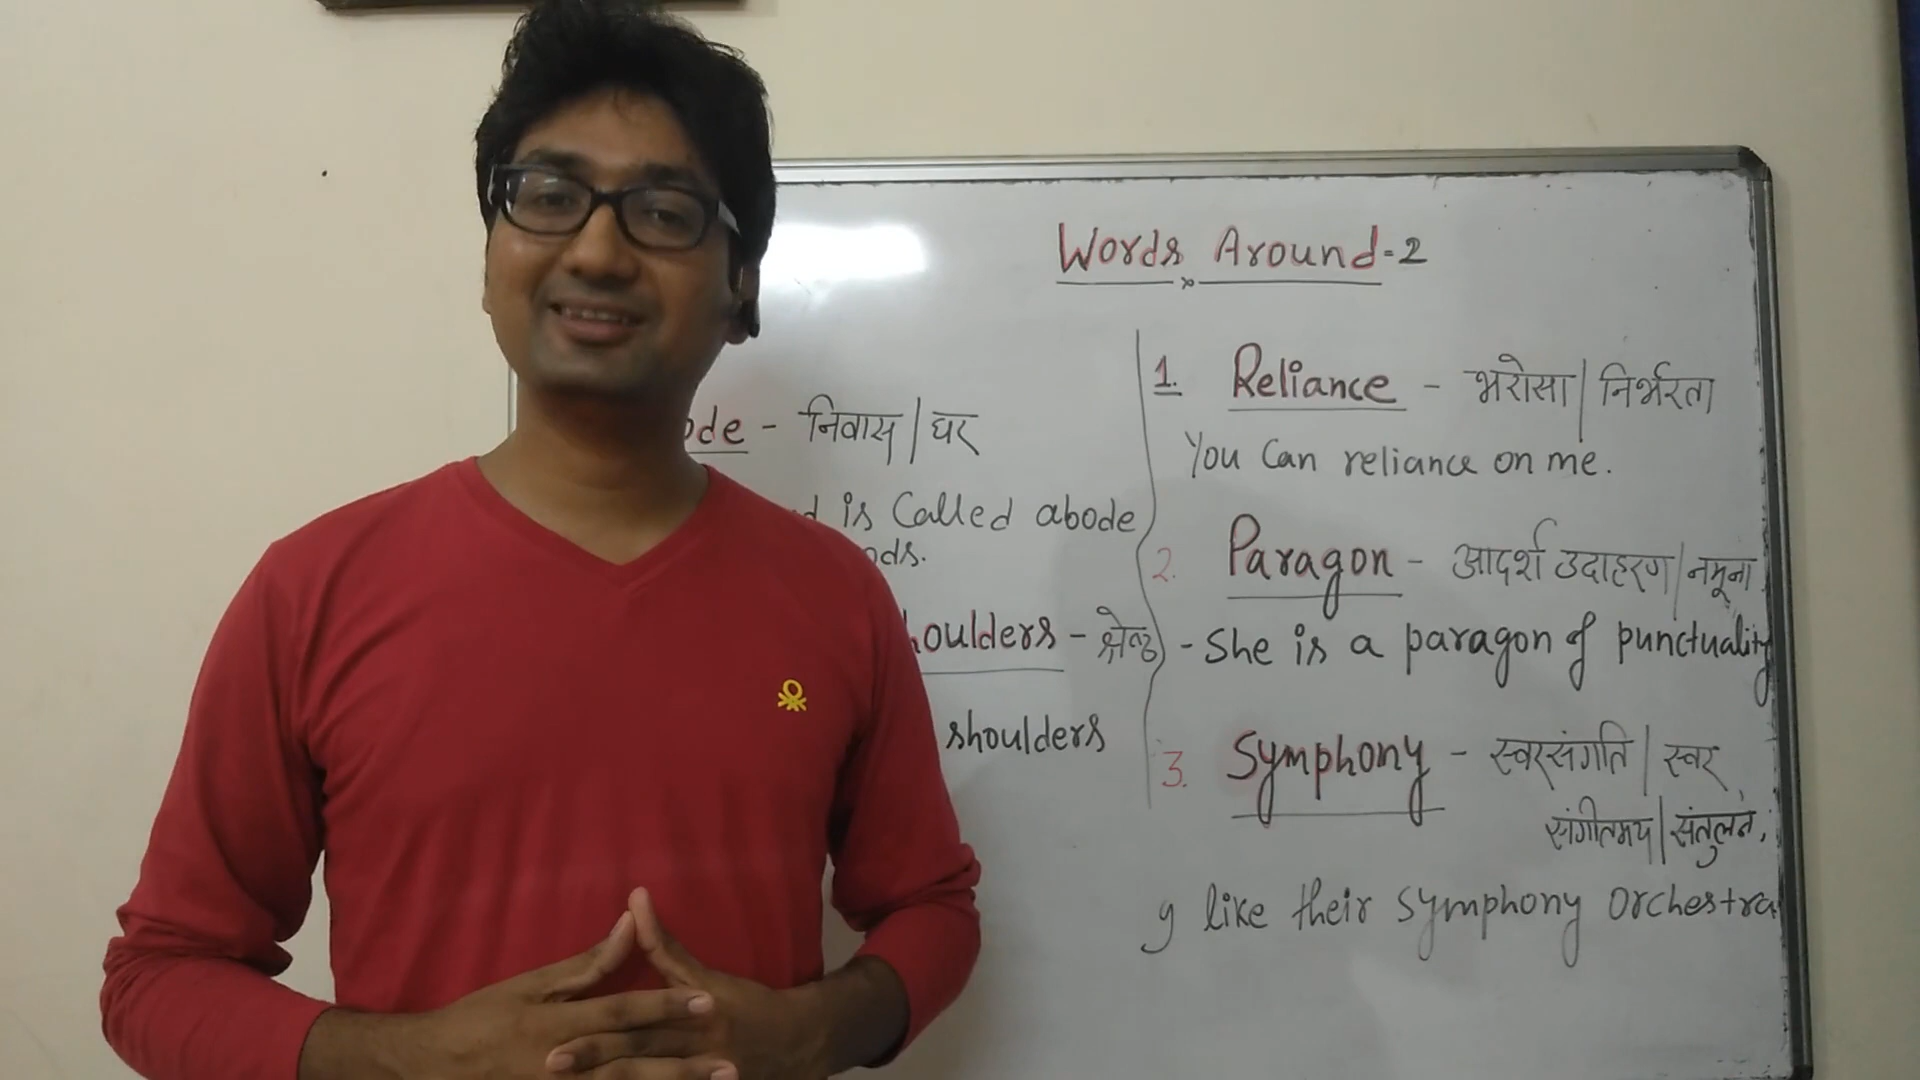 Words Around-2
ode - निवास | घर
is Called abode
ods.
houlders - श्रेष्ठ
shoulders
1. Reliance - भरोसा | निर्भरता
You Can reliance on me.
2. Paragon - आदर्श उदाहरण | नमूना
- She is a paragon of punctuality
3. Symphony - स्वरसंगति | स्वर
संगीतमय | संतुलन,
I like their symphony orchestra